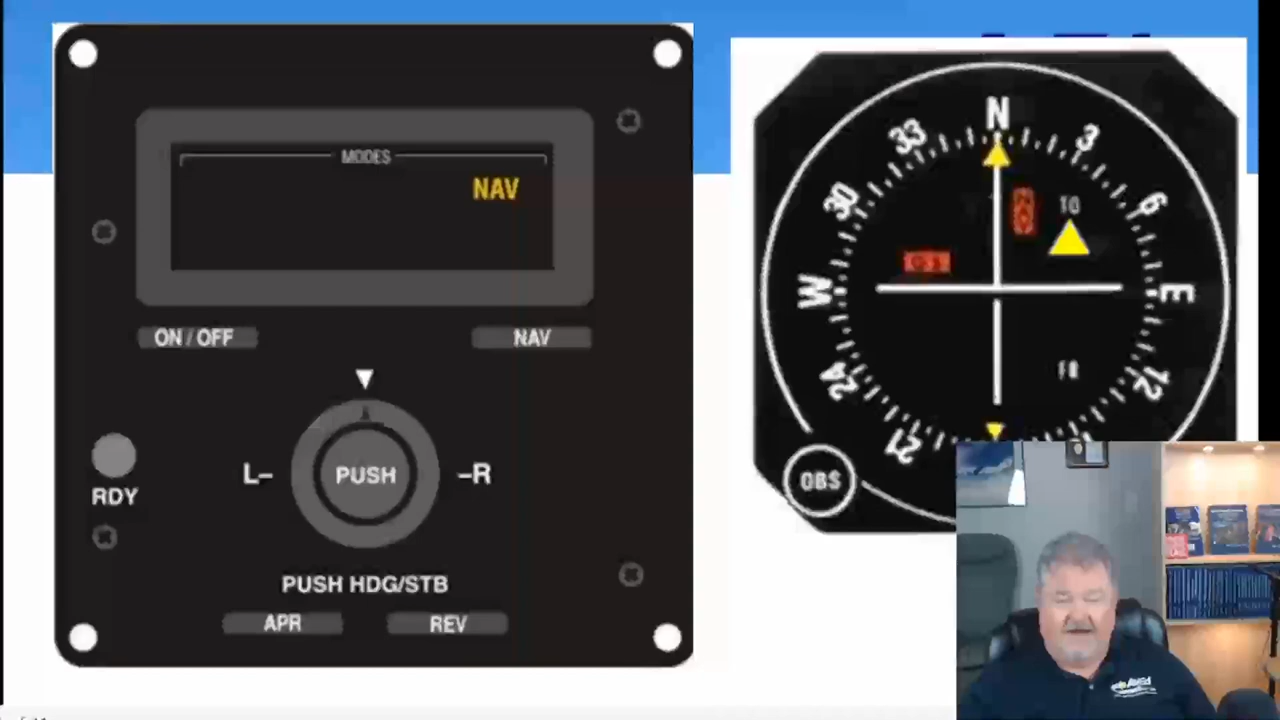 MODES
NAV
ON / OFF
NAV
L–
PUSH
–R
RDY
PUSH HDG/STB
APR
REV
N
33
3
30
6
TO
W
E
24
FR
12
21
OBS